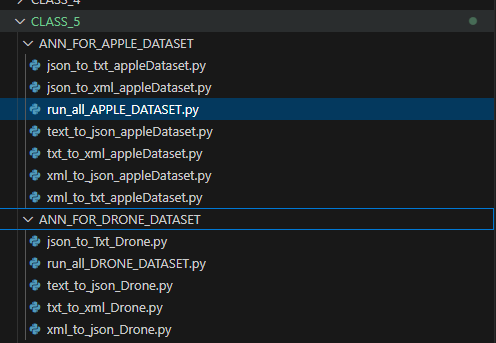 CLASS_4
CLASS_5
ANN_FOR_APPLE_DATASET
json_to_txt_appleDataset.py
json_to_xml_appleDataset.py
run_all_APPLE_DATASET.py
text_to_json_appleDataset.py
txt_to_xml_appleDataset.py
xml_to_json_appleDataset.py
xml_to_txt_appleDataset.py
ANN_FOR_DRONE_DATASET
json_to_Txt_Drone.py
run_all_DRONE_DATASET.py
text_to_json_Drone.py
txt_to_xml_Drone.py
xml_to_json_Drone.py